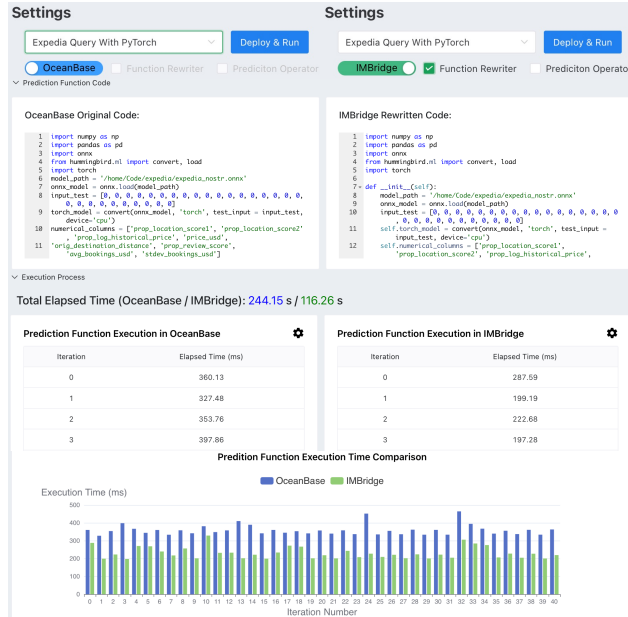 Settings
Expedia Query With PyTorch
Deploy & Run
OceanBase
Function Rewriter
Prediciton Operator
Prediction Function Code
OceanBase Original Code:
1 import numpy as np
2 import pandas as pd
3 import onnx
4 from hummingbird.ml import convert, load
5 import torch
6 model_path = '/home/Code/expedia/expedia_nostr.onnx'
7 onnx_model = onnx.load(model_path)
8 input_test = [0, 0, 0, 0, 0, 0, 0, 0, 0, 0, 0, 0, 0, 0, 0, 0,
0, 0, 0, 0, 0, 0, 0, 0, 0]
9 torch_model = convert(onnx_model, 'torch', test_input = input_test,
device='cpu')
10 numerical_columns = ['prop_location_score1', 'prop_location_score2'
, 'prop_log_historical_price', 'price_usd',
11 'orig_destination_distance', 'prop_review_score',
'avg_bookings_usd', 'stdev_bookings_usd']
Settings
Expedia Query With PyTorch
Deploy & Run
IMBridge
Function Rewriter
Prediciton Operato
IMBridge Rewritten Code:
1 import numpy as np
2 import pandas as pd
3 import onnx
4 from hummingbird.ml import convert, load
5 import torch
6
7 def __init__(self):
8 model_path = '/home/Code/expedia/expedia_nostr.onnx'
9 onnx_model = onnx.load(model_path)
10 input_test = [0, 0, 0, 0, 0, 0, 0, 0, 0, 0, 0, 0, 0, 0, 0, 0
, 0, 0, 0, 0, 0, 0, 0, 0, 0]
11 self.torch_model = convert(onnx_model, 'torch', test_input =
input_test, device='cpu')
12 self.numerical_columns = ['prop_location_score1',
'prop_location_score2', 'prop_log_historical_price',
Execution Process
Total Elapsed Time (OceanBase / IMBridge): 244.15 s / 116.26 s
Prediction Function Execution in OceanBase
Iteration Elapsed Time (ms)
0 360.13
1 327.48
2 353.76
3 397.86
Prediction Function Execution in IMBridge
Iteration Elapsed Time (ms)
0 287.59
1 199.19
2 222.68
3 197.28
Predition Function Execution Time Comparison
OceanBase IMBridge
Execution Time (ms)
500
400
300
200
100
0
0 1 2 3 4 5 6 7 8 9 10 11 12 13 14 15 16 17 18 19 20 21 22 23 24 25 26 27 28 29 30 31 32 33 34 35 36 37 38 39 40
Iteration Number